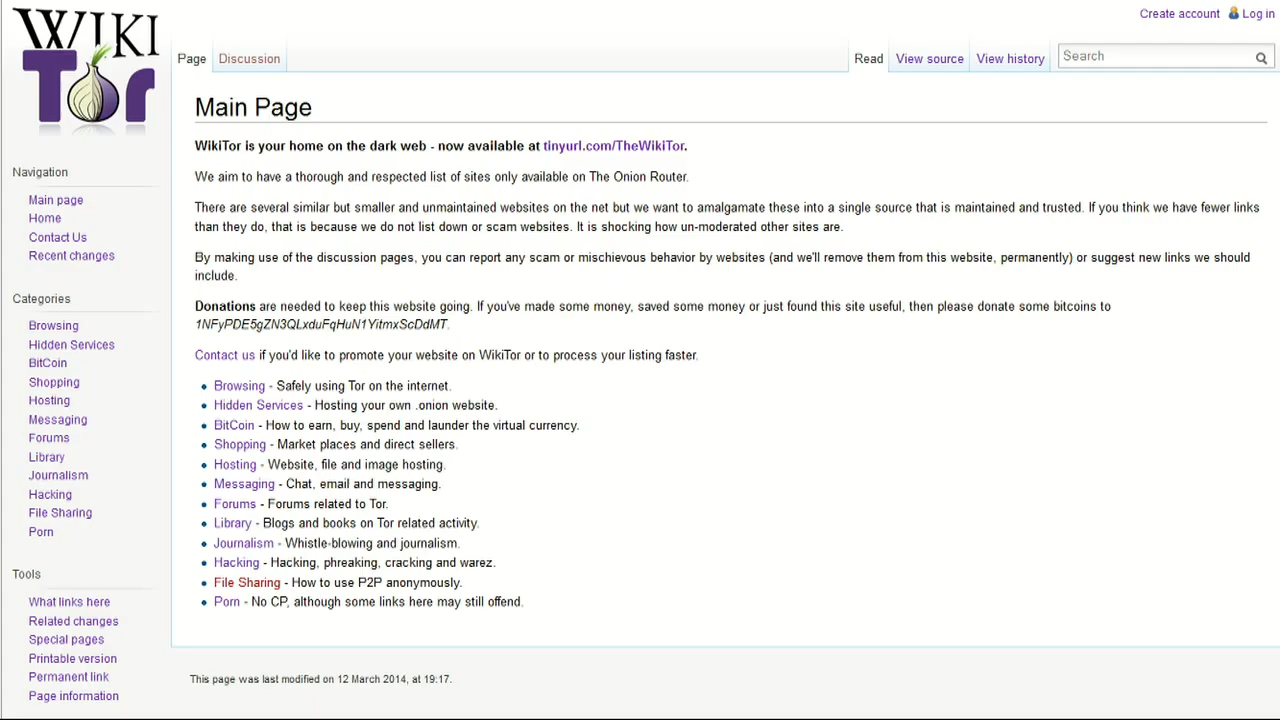 WIKI
Tor
Create account Log in
Page Discussion Read View source View history Search
Main Page
WikiTor is your home on the dark web - now available at tinyurl.com/TheWikiTor.
We aim to have a thorough and respected list of sites only available on The Onion Router.
There are several similar but smaller and unmaintained websites on the net but we want to amalgamate these into a single source that is maintained and trusted. If you think we have fewer links
than they do, that is because we do not list down or scam websites. It is shocking how un-moderated other sites are.
By making use of the discussion pages, you can report any scam or mischievous behavior by websites (and we'll remove them from this website, permanently) or suggest new links we should
include.
Donations are needed to keep this website going. If you've made some money, saved some money or just found this site useful, then please donate some bitcoins to
1NFyPDE5gZN3QLxduFqHuN1YitmxScDdMT.
Contact us if you'd like to promote your website on WikiTor or to process your listing faster.
Browsing - Safely using Tor on the internet.
Hidden Services - Hosting your own .onion website.
BitCoin - How to earn, buy, spend and launder the virtual currency.
Shopping - Market places and direct sellers.
Hosting - Website, file and image hosting.
Messaging - Chat, email and messaging.
Forums - Forums related to Tor.
Library - Blogs and books on Tor related activity.
Journalism - Whistle-blowing and journalism.
Hacking - Hacking, phreaking, cracking and warez.
File Sharing - How to use P2P anonymously.
Porn - No CP, although some links here may still offend.
Navigation
Main page
Home
Contact Us
Recent changes
Categories
Browsing
Hidden Services
BitCoin
Shopping
Hosting
Messaging
Forums
Library
Journalism
Hacking
File Sharing
Porn
Tools
What links here
Related changes
Special pages
Printable version
Permanent link
Page information
This page was last modified on 12 March 2014, at 19:17.